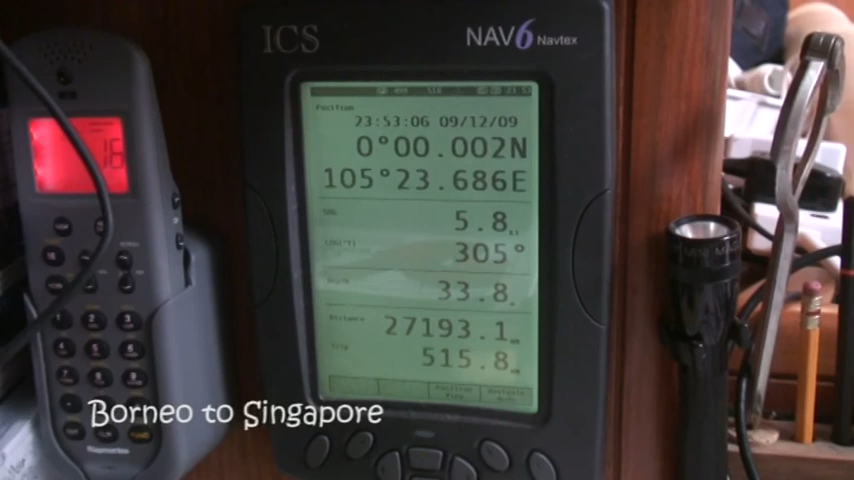 ICS
NAV6 Navtex
Position
23:53:06 09/12/09
0°00.002N
105°23.686E
SOG
5.8
305°
Depth
33.8
Distance
27193.1
Trip
515.8
16
Borneo to Singapore